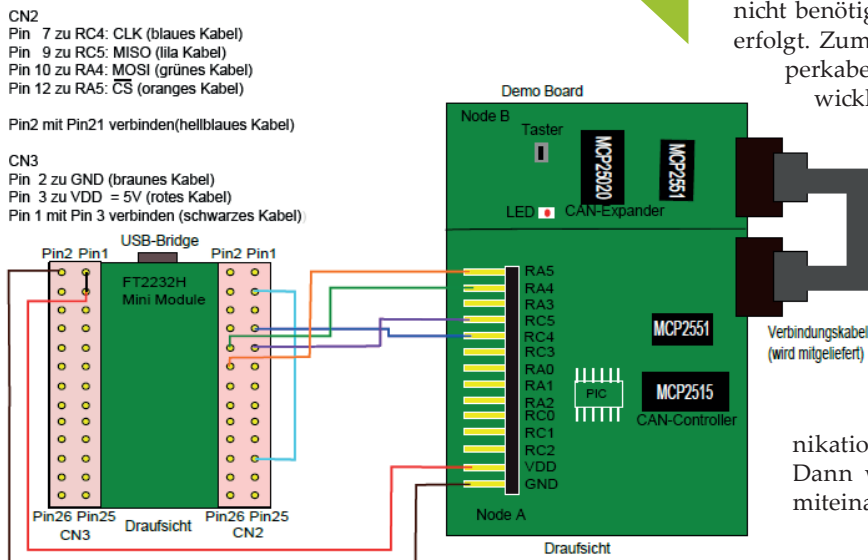 CN2
Pin 7 zu RC4: CLK (blaues Kabel)
Pin 9 zu RC5: MISO (lila Kabel)
Pin 10 zu RA4: MOSI (grünes Kabel)
Pin 12 zu RA5: C̅S̅ (oranges Kabel)
Pin2 mit Pin21 verbinden(hellblaues Kabel)
CN3
Pin 2 zu GND (braunes Kabel)
Pin 3 zu VDD = 5V (rotes Kabel)
Pin 1 mit Pin 3 verbinden (schwarzes Kabel)
USB-Bridge
Pin2 Pin1
Pin2 Pin1
FT2232H
Mini Module
Pin26 Pin25
CN3
Draufsicht
Pin26 Pin25
CN2
Demo Board
Node B
Taster
MCP25020
MCP2551
LED
CAN-Expander
RA5
RA4
RA3
RC5
RC4
RC3
RA0
RA1
RA2
RC0
RC1
RC2
VDD
GND
PIC
MCP2551
MCP2515
CAN-Controller
Node A
Draufsicht
Verbindungskabel
(wird mitgeliefert)
nicht benötig
erfolgt. Zum
perkabe
wickl
nikation
Dann w
miteina